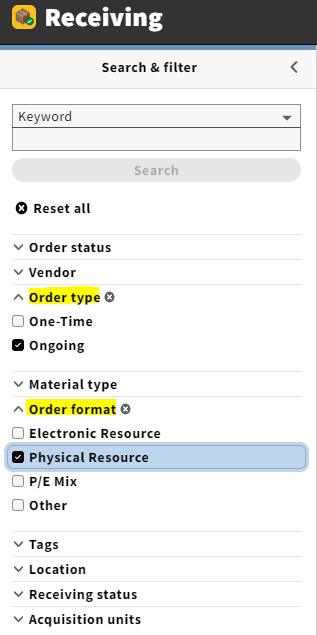 Receiving
Search & filter
Keyword
Search
Reset all
Order status
Vendor
Order type
One-Time
Ongoing
Material type
Order format
Electronic Resource
Physical Resource
P/E Mix
Other
Tags
Location
Receiving status
Acquisition units